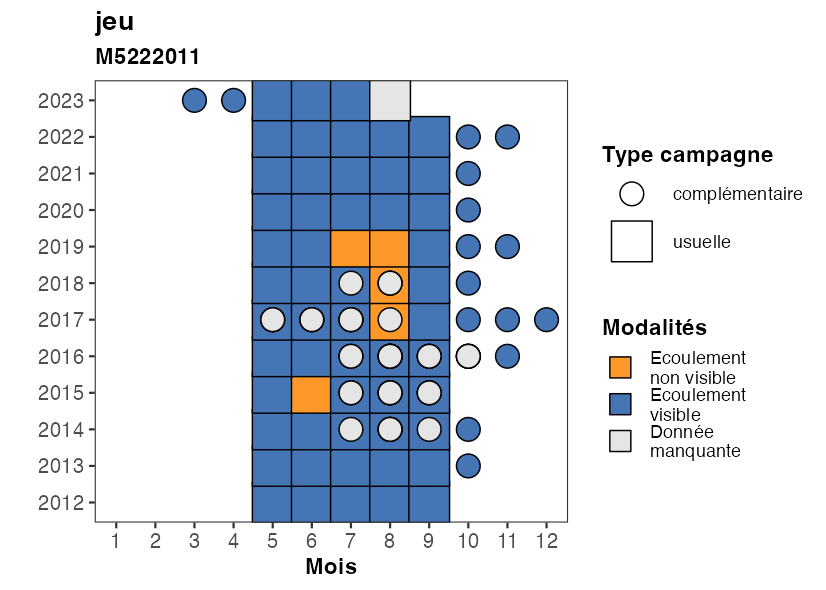 jeu
M5222011
2023
2022
2021
2020
2019
2018
2017
2016
2015
2014
2013
2012
1 2 3 4 5 6 7 8 9 10 11 12
Mois
Type campagne
complémentaire
usuelle
Modalités
Ecoulement
non visible
Ecoulement
visible
Donnée
manquante